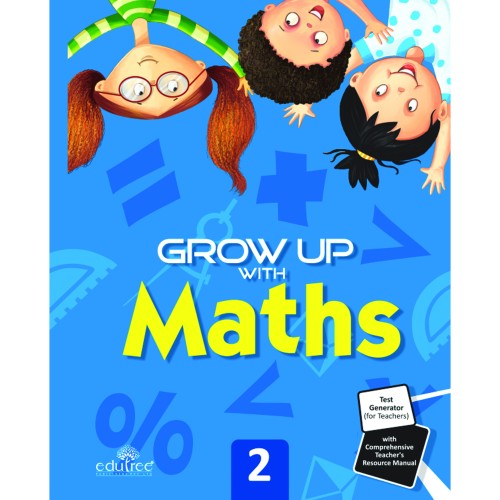 GROW UP
WITH
Maths
Test
Generator
(for Teachers)
with
Comprehensive
Teacher's
Resource Manual
edutree
2